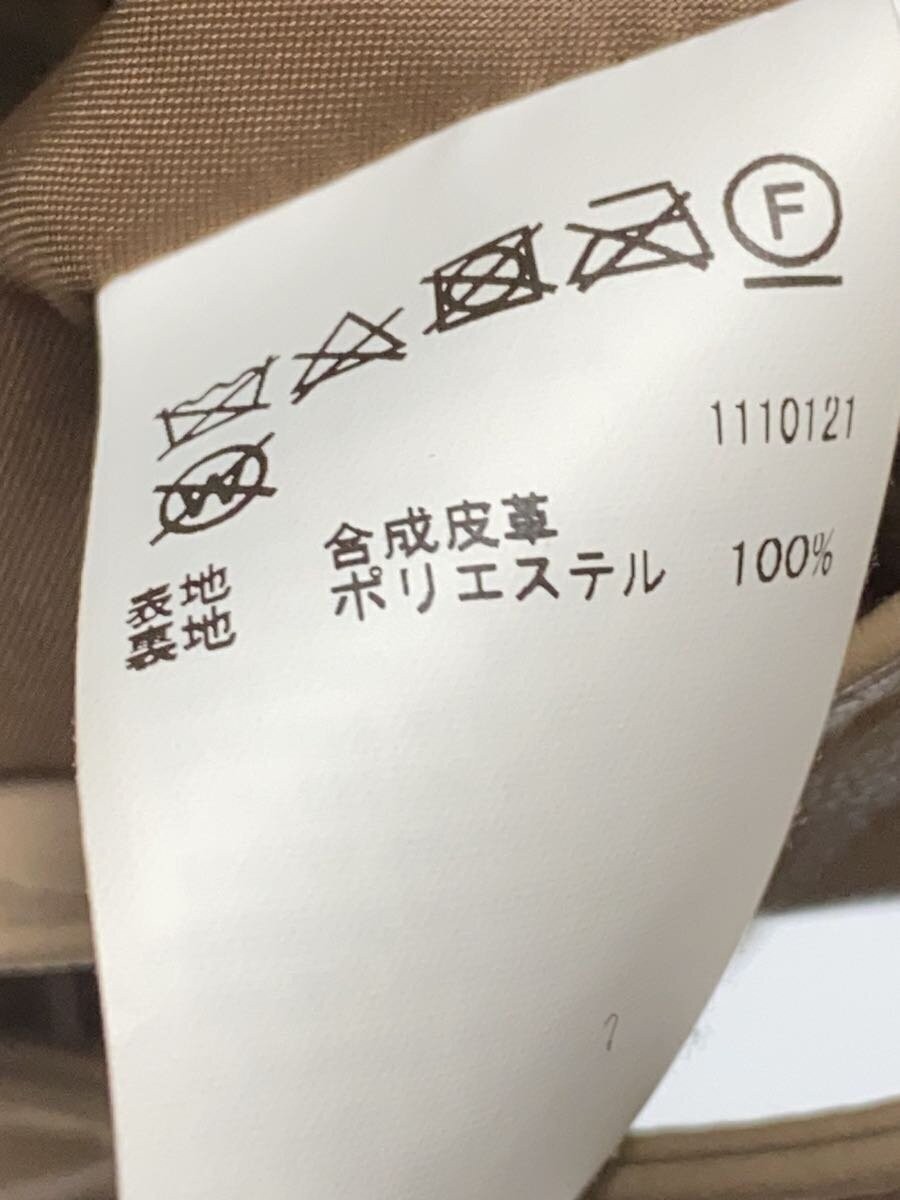 F
1110121
表地 合成皮革
裏地 ポリエステル 100%